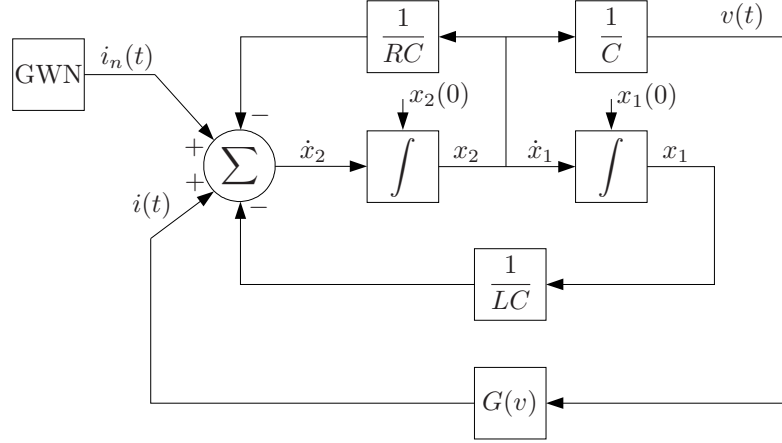 1
RC
1
C
v(t)
GWN
i_n(t)
−
x_2(0)
x_1(0)
+
∑
ẋ_2
∫
x_2
ẋ_1
∫
x_1
+
i(t)
−
1
LC
G(v)